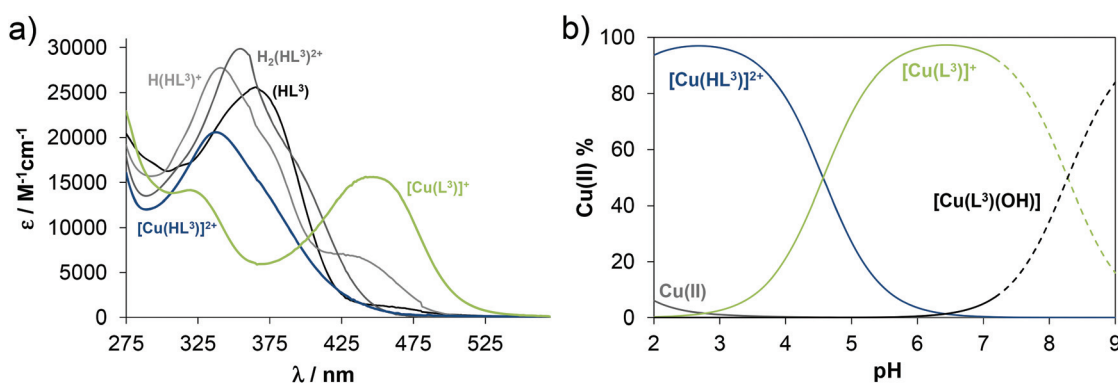 a)
30000
25000
20000
15000
10000
5000
0
ε / M⁻¹cm⁻¹
H(HL³)⁺
H₂(HL³)²⁺
(HL³)
[Cu(L³)]⁺
[Cu(HL³)]²⁺
275 325 375 425 475 525
λ / nm
b)
100
80
60
40
20
0
Cu(II) %
[Cu(HL³)]²⁺
[Cu(L³)]⁺
[Cu(L³)(OH)]
Cu(II)
2 3 4 5 6 7 8 9
pH